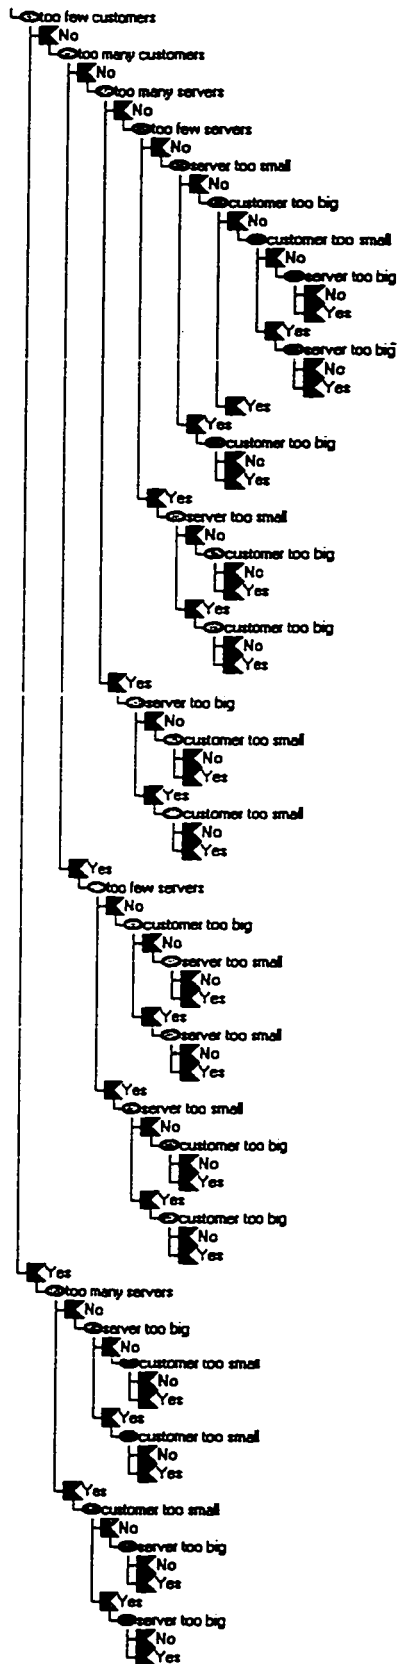 too few customers
No
too many customers
No
too many servers
No
too few servers
No
server too small
No
customer too big
No
customer too small
No
server too big
No
Yes
Yes
server too big
No
Yes
Yes
Yes
customer too big
No
Yes
Yes
server too small
No
customer too big
No
Yes
Yes
customer too big
No
Yes
Yes
server too big
No
customer too small
No
Yes
Yes
customer too small
No
Yes
Yes
too few servers
No
customer too big
No
server too small
No
Yes
Yes
server too small
No
Yes
Yes
server too small
No
customer too big
No
Yes
Yes
customer too big
No
Yes
Yes
too many servers
No
server too big
No
customer too small
No
Yes
Yes
customer too small
No
Yes
Yes
customer too small
No
server too big
No
Yes
Yes
server too big
No
Yes